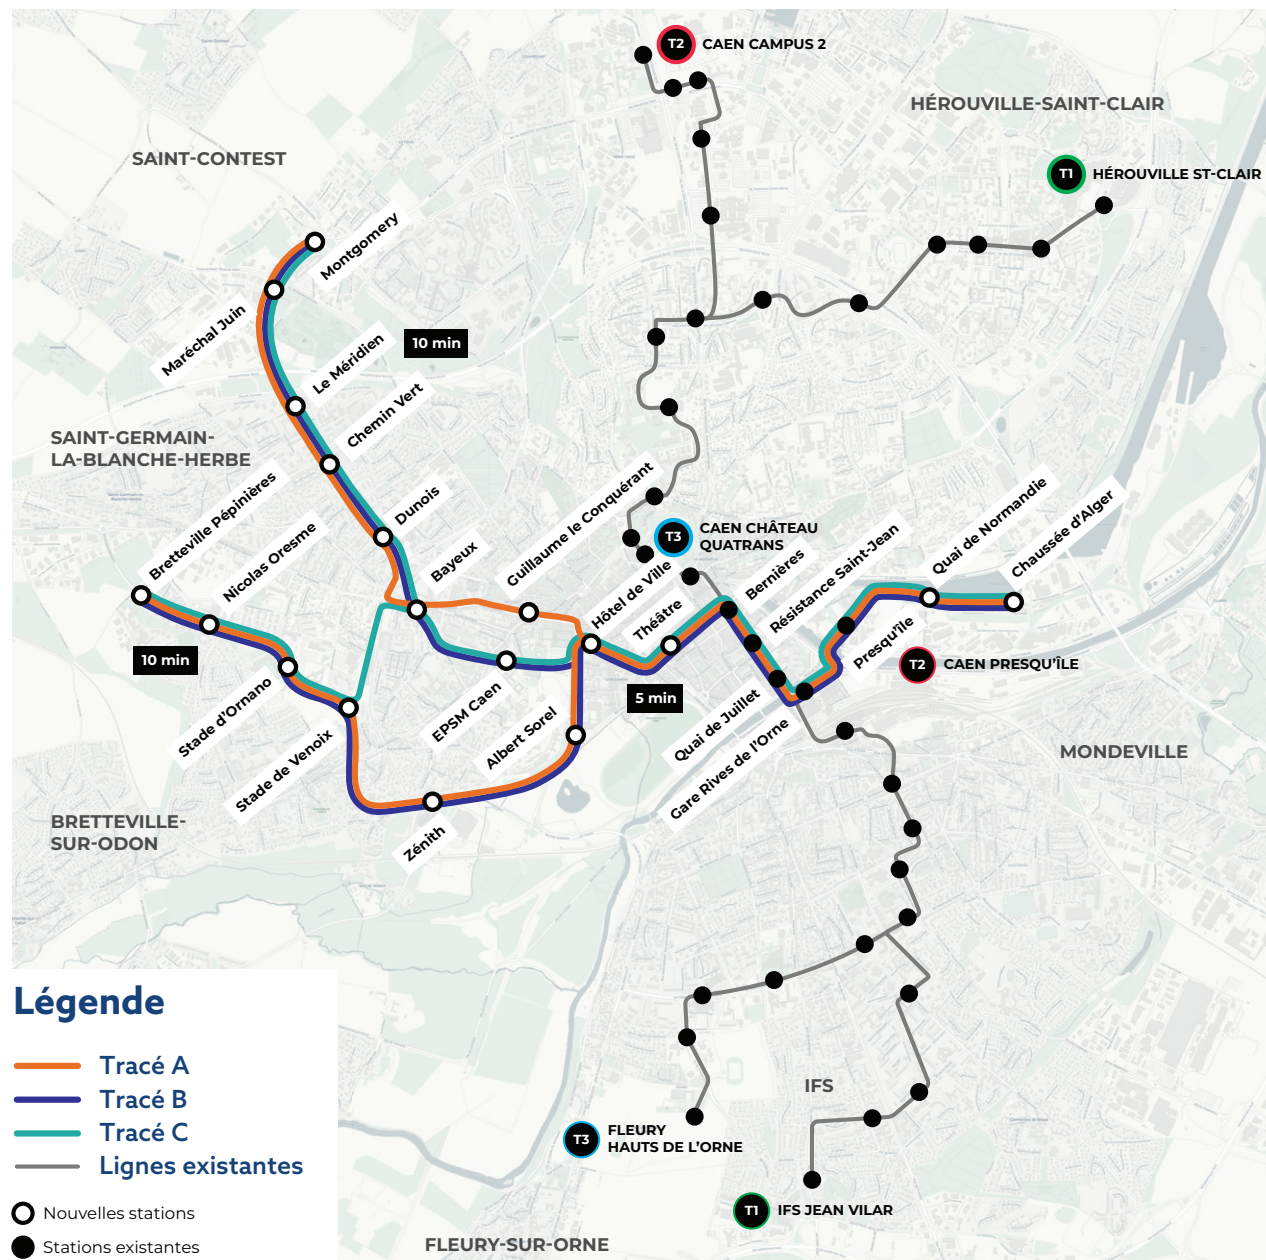 T2
CAEN CAMPUS 2
HÉROUVILLE-SAINT-CLAIR
SAINT-CONTEST
T1
HÉROUVILLE ST-CLAIR
Montgomery
Maréchal Juin
Le Méridien
10 min
Chemin Vert
SAINT-GERMAIN-
LA-BLANCHE-HERBE
Bretteville Pépinières
Nicolas Oresme
Dunois
Bayeux
Guillaume le Conquérant
T3
CAEN CHÂTEAU
QUATRANS
Hôtel de Ville
Théâtre
Bernières
Résistance Saint-Jean
Quai de Normandie
Chaussée d'Alger
Presqu'île
T2
CAEN PRESQU'ÎLE
10 min
5 min
Stade d'Ornano
Stade de Venoix
EPSM Caen
Albert Sorel
Quai de Juillet
Gare Rives de l'Orne
MONDEVILLE
BRETTEVILLE-
SUR-ODON
Zénith
Légende
Tracé A
Tracé B
Tracé C
Lignes existantes
Nouvelles stations
Stations existantes
IFS
T3
FLEURY
HAUTS DE L'ORNE
T1
IFS JEAN VILAR
FLEURY-SUR-ORNE